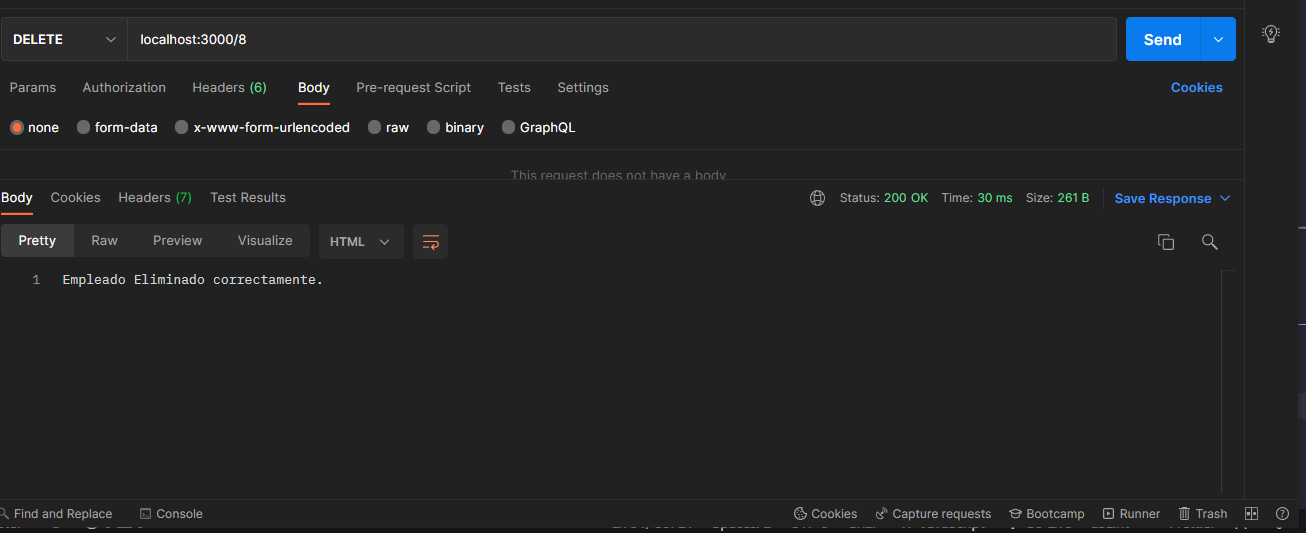 DELETE localhost:3000/8 Send
Params Authorization Headers (6) Body Pre-request Script Tests Settings Cookies
none form-data x-www-form-urlencoded raw binary GraphQL
This request does not have a body
Body Cookies Headers (7) Test Results Status: 200 OK Time: 30 ms Size: 261 B Save Response
Pretty Raw Preview Visualize HTML
1 Empleado Eliminado correctamente.
Find and Replace Console Cookies Capture requests Bootcamp Runner Trash